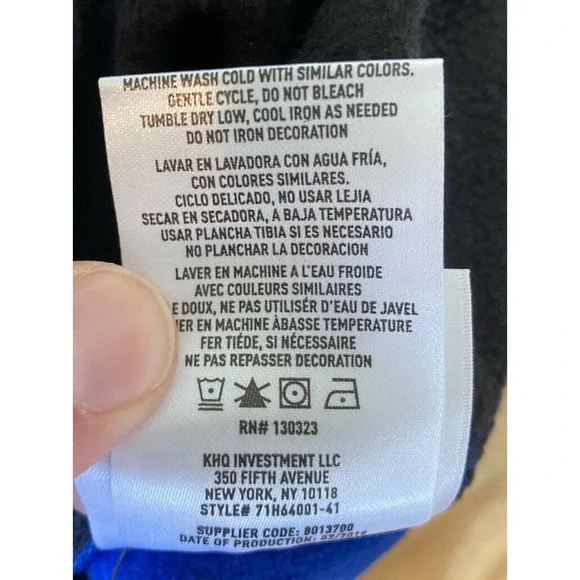 MACHINE WASH COLD WITH SIMILAR COLORS.
GENTLE CYCLE, DO NOT BLEACH
TUMBLE DRY LOW, COOL IRON AS NEEDED
DO NOT IRON DECORATION
LAVAR EN LAVADORA CON AGUA FRÍA,
CON COLORES SIMILARES.
CICLO DELICADO, NO USAR LEJIA
SECAR EN SECADORA, A BAJA TEMPERATURA
USAR PLANCHA TIBIA SI ES NECESARIO
NO PLANCHAR LA DECORACION
LAVER EN MACHINE A L'EAU FROIDE
AVEC COULEURS SIMILAIRES
E DOUX, NE PAS UTILISÉR D'EAU DE JAVEL
ER EN MACHINE ÀBASSE TEMPERATURE
FER TIÉDE, SI NÉCESSAIRE
NE PAS REPASSER DECORATION
RN# 130323
KHQ INVESTMENT LLC
350 FIFTH AVENUE
NEW YORK, NY 10118
STYLE# 71H64001-41
SUPPLIER CODE: 8013700
DATE OF PRODUCTION: 02/2019